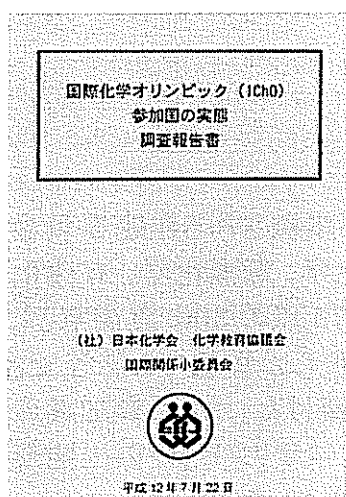 国際化学オリンピック (IChO)
参加国の実態
調査報告書
(社) 日本化学会 化学教育協議会
国際関係小委員会
平成12年7月22日